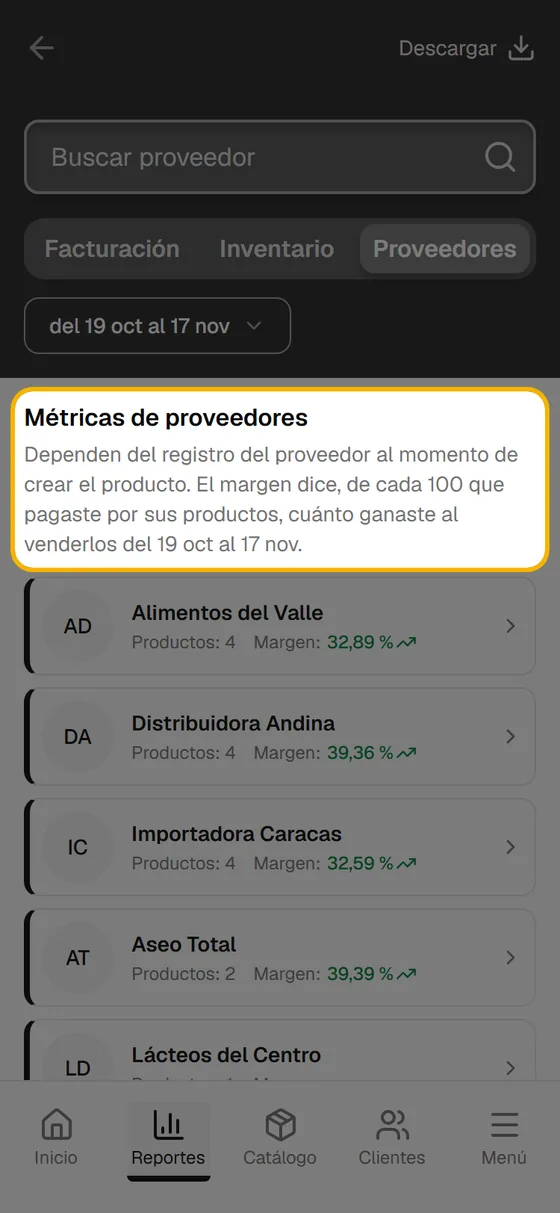 Descargar
Buscar proveedor
Facturación Inventario Proveedores
del 19 oct al 17 nov
Métricas de proveedores
Dependen del registro del proveedor al momento de
crear el producto. El margen dice, de cada 100 que
pagaste por sus productos, cuánto ganaste al
venderlos del 19 oct al 17 nov.
AD
Alimentos del Valle
Productos: 4 Margen: 32,89 %
DA
Distribuidora Andina
Productos: 4 Margen: 39,36 %
IC
Importadora Caracas
Productos: 4 Margen: 32,59 %
AT
Aseo Total
Productos: 2 Margen: 39,39 %
LD
Lácteos del Centro
Inicio Reportes Catálogo Clientes Menú